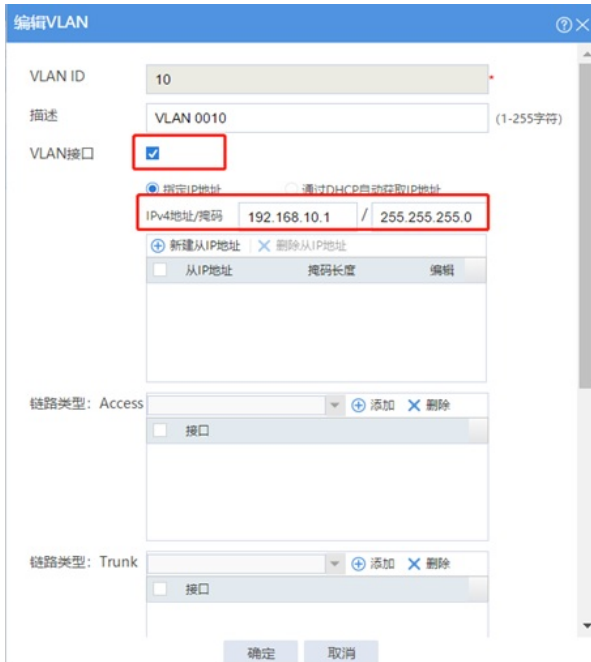 编辑VLAN
VLAN ID 10 *
描述 VLAN 0010 (1-255字符)
VLAN接口
指定IP地址 通过DHCP自动获取IP地址
IPv4地址/掩码 192.168.10.1 / 255.255.255.0
新建从IP地址 删除从IP地址
从IP地址 掩码长度 编辑
链路类型：Access 添加 删除
接口
链路类型：Trunk 添加 删除
接口
确定 取消